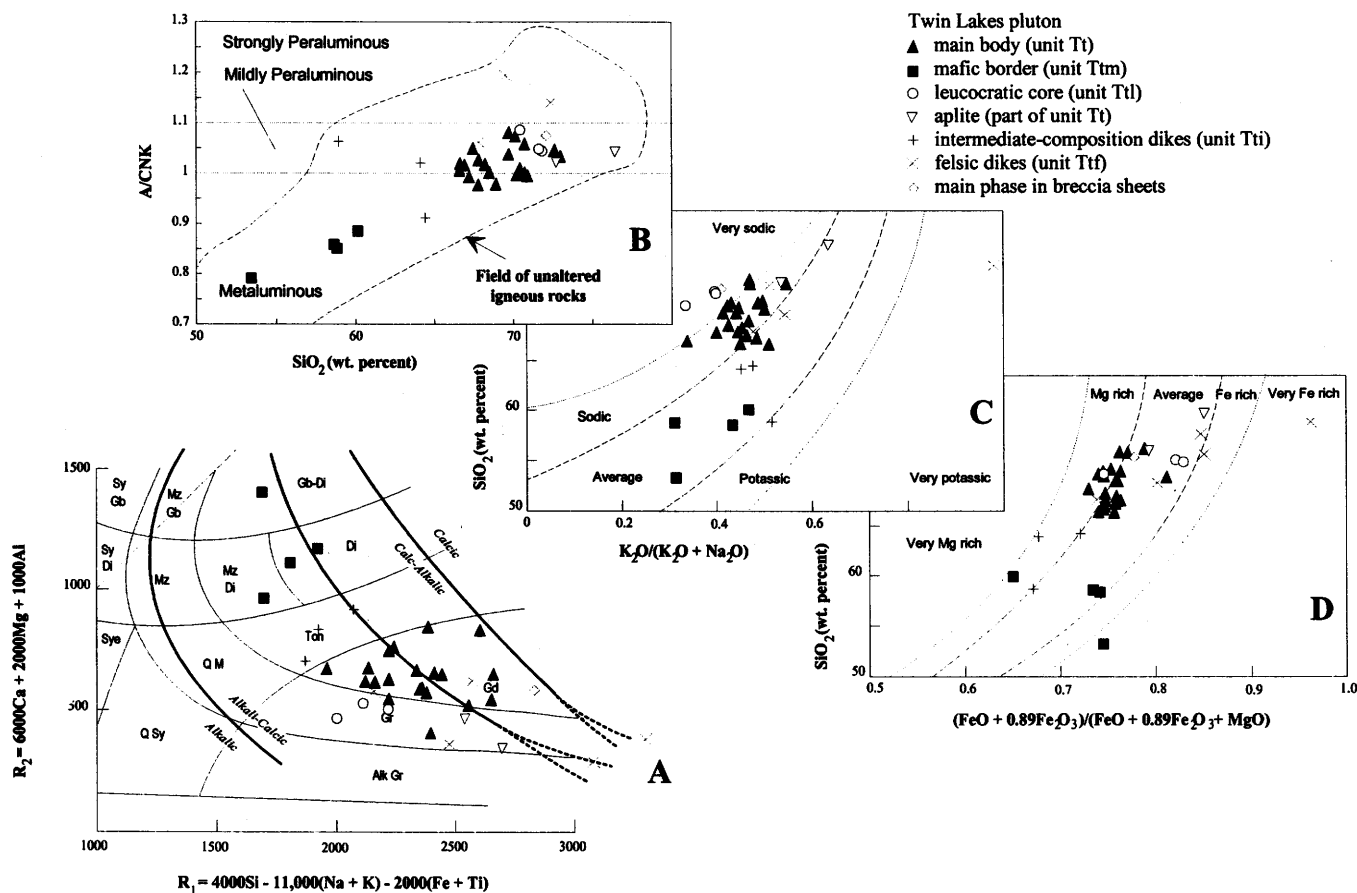 Twin Lakes pluton
main body (unit Tt)
mafic border (unit Ttm)
leucocratic core (unit Ttl)
aplite (part of unit Tt)
intermediate-composition dikes (unit Tti)
felsic dikes (unit Ttf)
main phase in breccia sheets
1.3
1.2
1.1
1.0
0.9
0.8
0.7
A/CNK
Strongly Peraluminous
Mildly Peraluminous
Metaluminous
Field of unaltered
igneous rocks
B
50
70
SiO₂ (wt. percent)
Very sodic
Sodic
Average
Potassic
Very potassic
C
60
50
SiO₂ (wt. percent)
0
0.2
0.4
0.6
K₂O/(K₂O + Na₂O)
Mg rich
Average
Fe rich
Very Fe rich
Very Mg rich
D
60
50
SiO₂ (wt. percent)
0.5
0.6
0.7
0.8
0.9
1.0
(FeO + 0.89Fe₂O₃)/(FeO + 0.89Fe₂O₃+ MgO)
1500
1000
500
R₂ = 6000Ca + 2000Mg + 1000Al
Sy
Gb
Mz
Gb
Gb-Di
Sy
Di
Mz
Mz
Di
Di
Calcic
Calc-Alkalic
Sye
Q M
Ton
Gd
Gr
Alkali-Calcic
Alkalic
Q Sy
Alk Gr
A
1000
1500
2000
2500
3000
R₁ = 4000Si - 11,000(Na + K) - 2000(Fe + Ti)